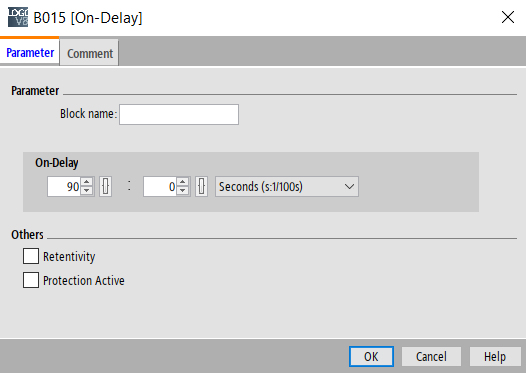 LOGO V8 B015 [On-Delay]
Parameter Comment
Parameter
Block name:
On-Delay
90 : 0 Seconds (s:1/100s)
Others
Retentivity
Protection Active
OK Cancel Help